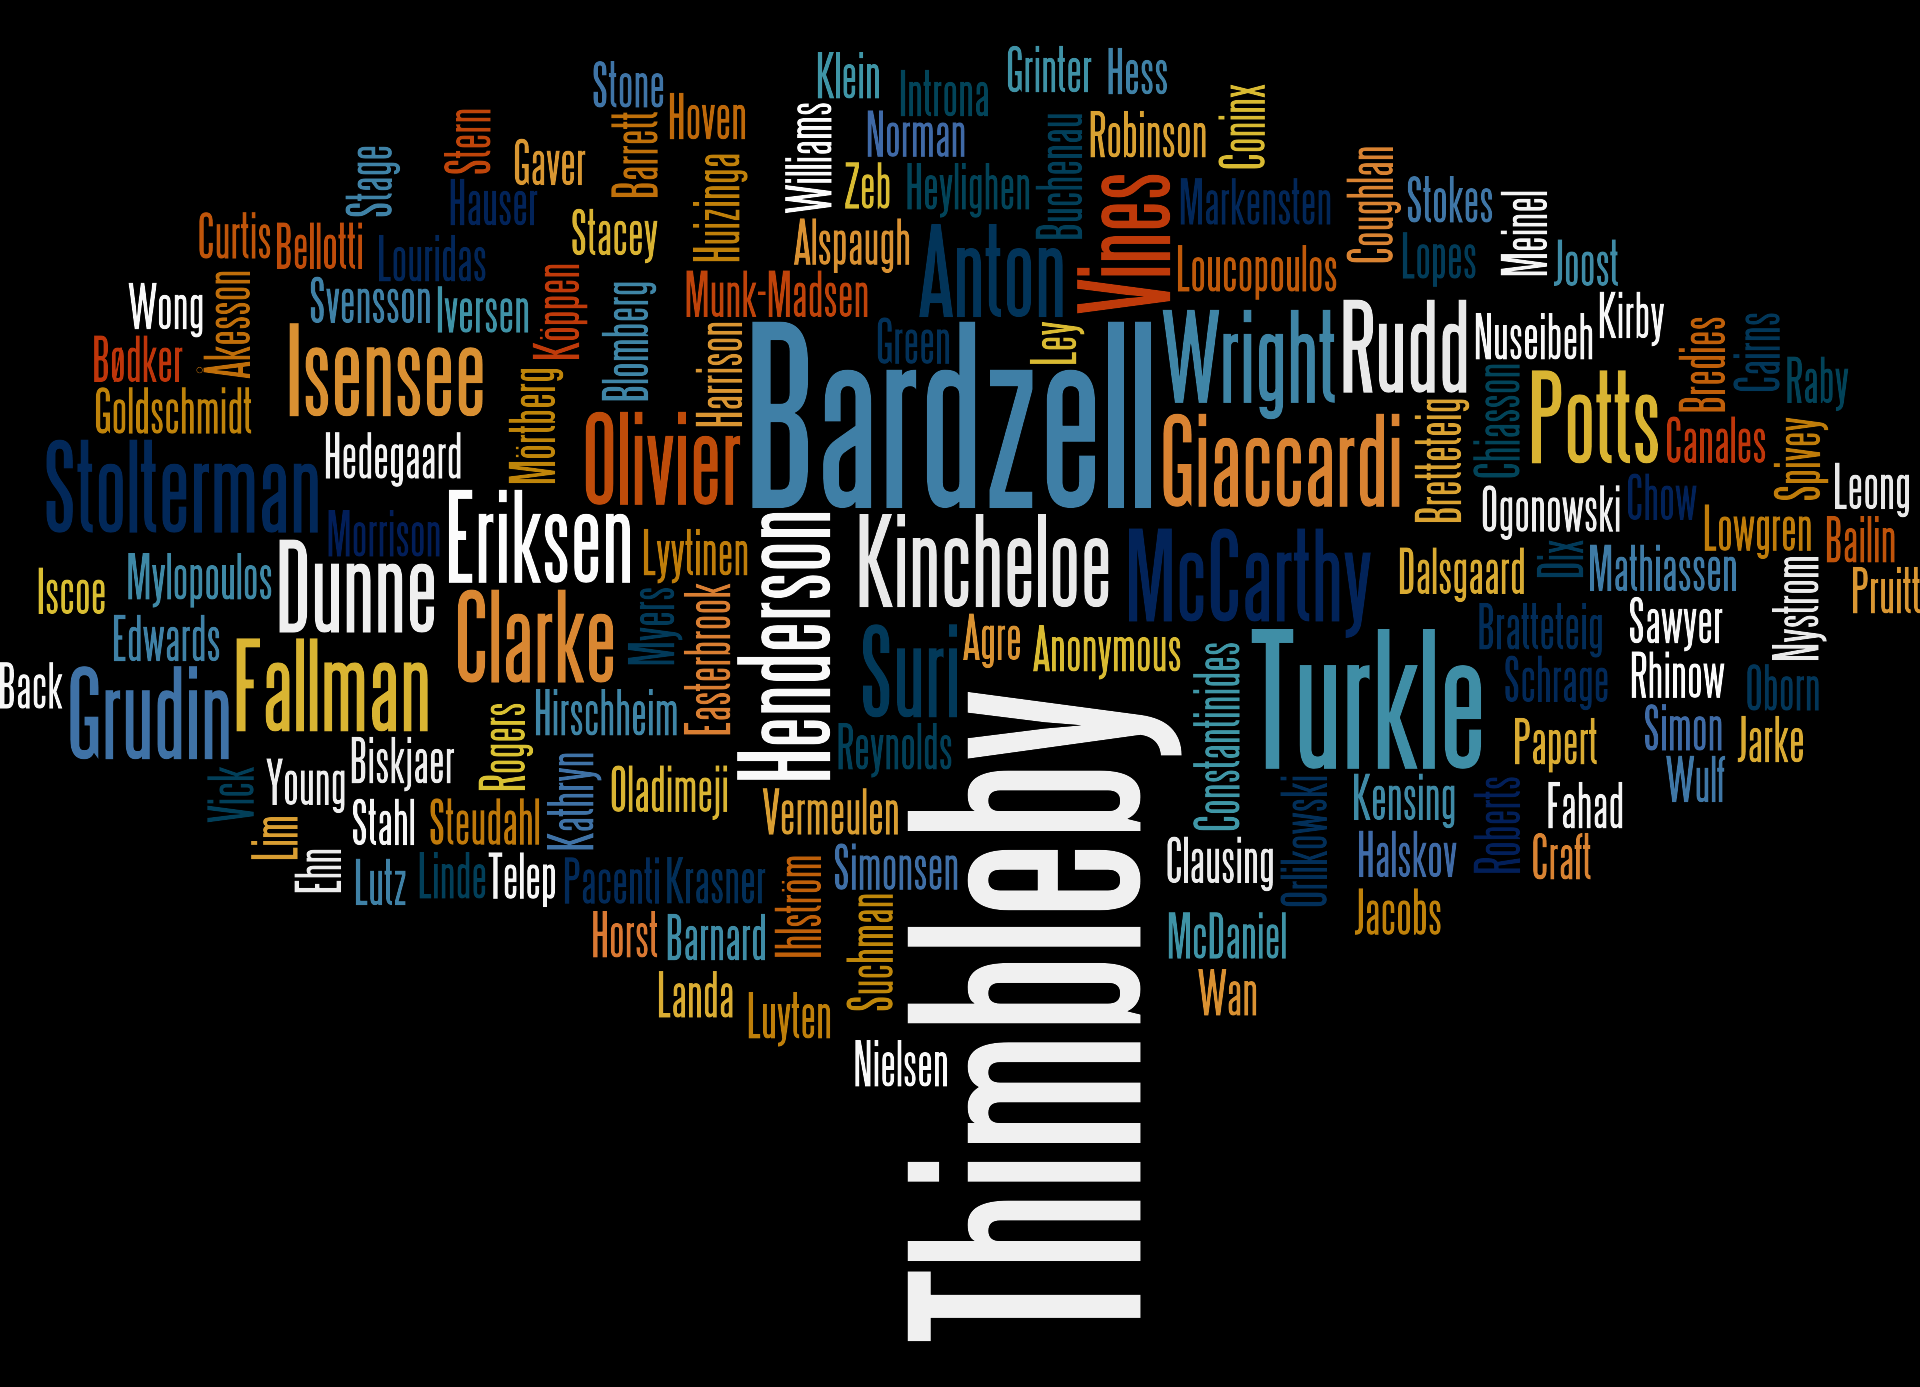 Klein
Introna
Grinter
Hess
Stone
Hoven
Coninx
Stern
Gaver
Barrett
Williams
Norman
Buchenau
Robinson
Stage
Hauser
Huizinga
Zeb
Heylighen
Vines
Markensten
Coughlan
Stokes
Meinel
Curtis
Bellotti
Louridas
Stacey
Alspaugh
Anton
Loucopoulos
Lopes
Joost
Wong
Akesson
Svensson
Iversen
Köppen
Blomberg
Munk-Madsen
Kirby
Bødker
Isensee
Harrison
Bardzell
Green
Ley
Wright
Rudd
Nuseibeh
Bredies
Cairns
Raby
Goldschmidt
Mörtberg
Olivier
Giaccardi
Bretteteig
Chiasson
Potts
Canales
Spivey
Stolterman
Hedegaard
Leong
Morrison
Eriksen
Lyytinen
Henderson
Kincheloe
McCarthy
Ogonowski
Chow
Lowgren
Bailin
Iscoe
Mylopoulos
Dunne
Dalsgaard
Dix
Mathiassen
Nystrom
Pruitt
Edwards
Clarke
Myers
Easterbrook
Suri
Agre
Anonymous
Constantinides
Turkle
Bratteteig
Sawyer
Back
Grudin
Fallman
Hirschheim
Schrage
Rhinow
Oborn
Rogers
Reynolds
Thimbleby
Papert
Simon
Jarke
Vick
Young
Biskjaer
Kathryn
Oladimeji
Vermeulen
Orlikowski
Kensing
Roberts
Fahad
Wulf
Lim
Stahl
Steudahl
Ehn
Lutz
Linde
Telep
Pacenti
Krasner
Ihlström
Simonsen
Clausing
Halskov
Craft
Horst
Barnard
Suchman
McDaniel
Jacobs
Landa
Luyten
Wan
Nielsen